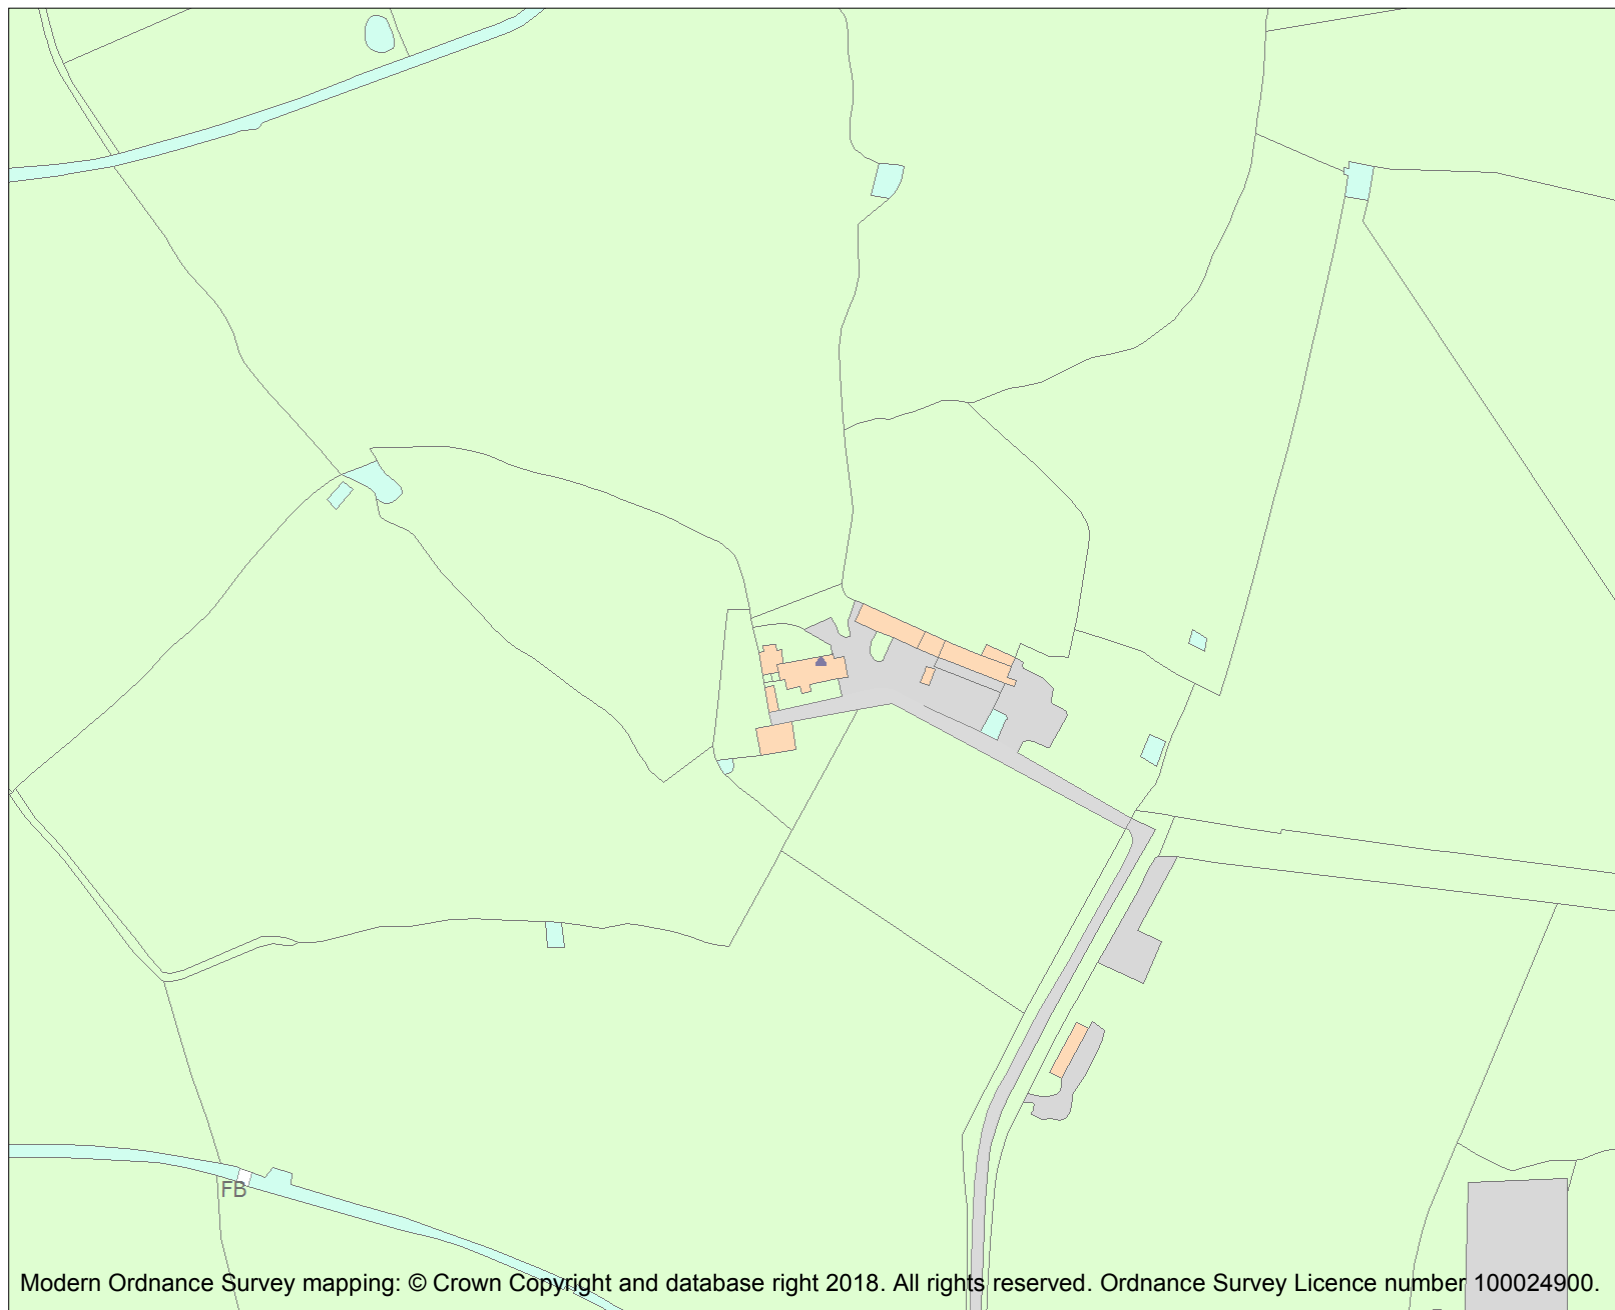 FB
Modern Ordnance Survey mapping: © Crown Copyright and database right 2018. All rights reserved. Ordnance Survey Licence number 100024900.